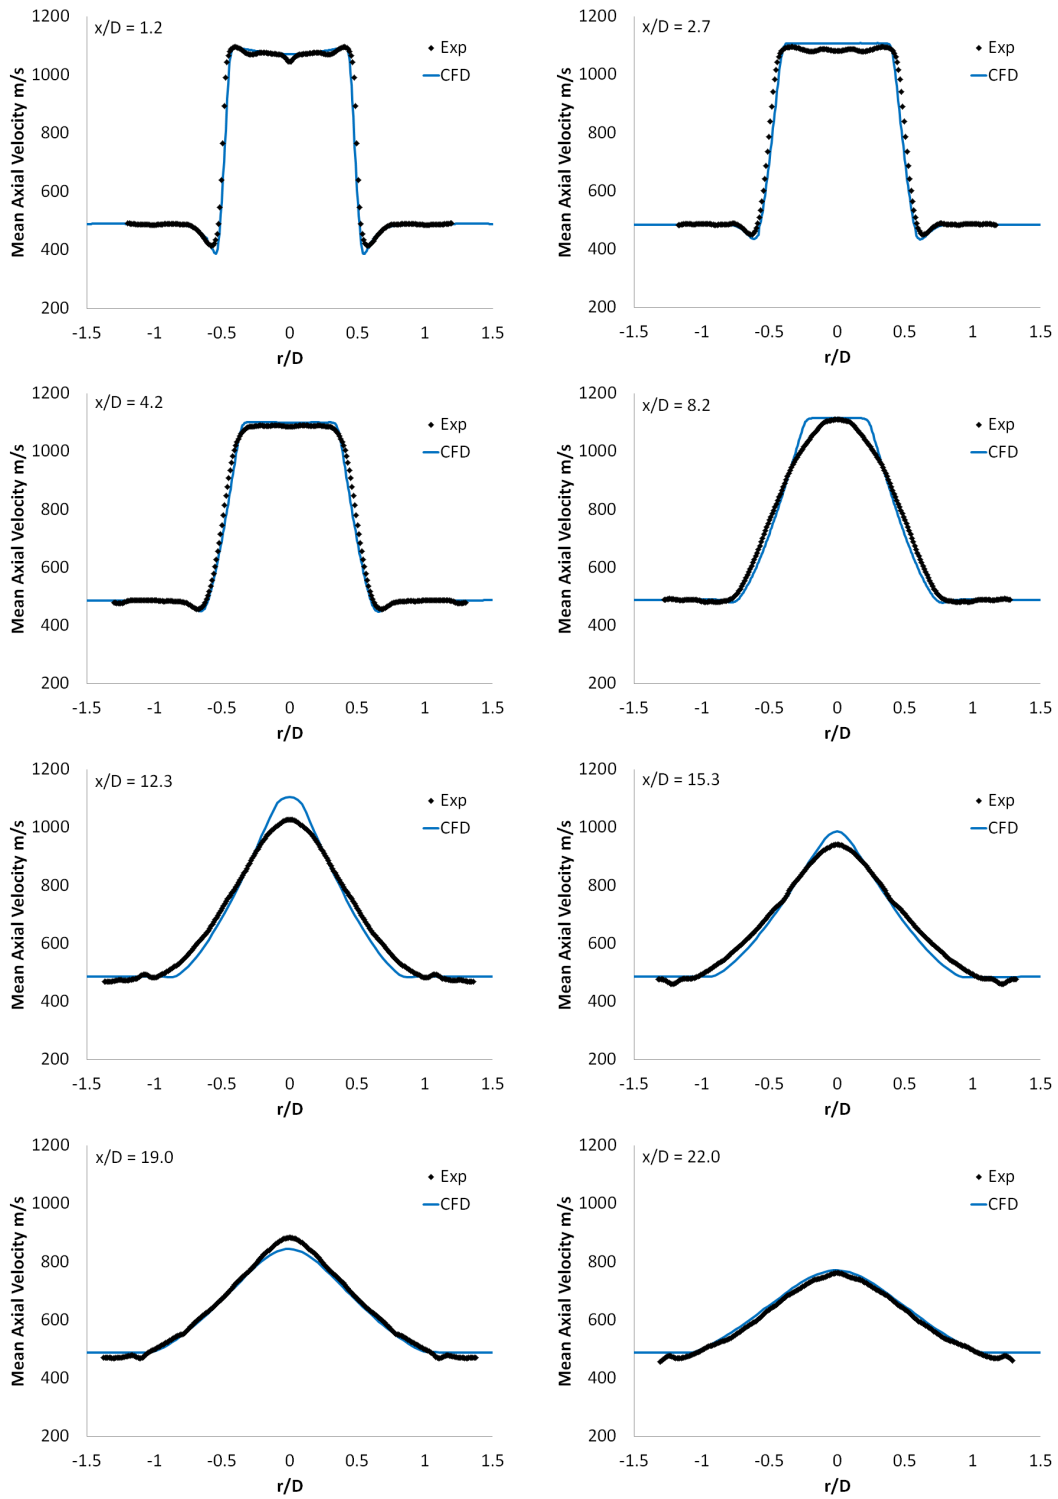 x/D = 1.2
Mean Axial Velocity m/s
1200
1000
800
600
400
200
-1.5 -1 -0.5 0 0.5 1 1.5
r/D
Exp
CFD
x/D = 2.7
Mean Axial Velocity m/s
1200
1000
800
600
400
200
-1.5 -1 -0.5 0 0.5 1 1.5
r/D
Exp
CFD
x/D = 4.2
Mean Axial Velocity m/s
1200
1000
800
600
400
200
-1.5 -1 -0.5 0 0.5 1 1.5
r/D
Exp
CFD
x/D = 8.2
Mean Axial Velocity m/s
1200
1000
800
600
400
200
-1.5 -1 -0.5 0 0.5 1 1.5
r/D
Exp
CFD
x/D = 12.3
Mean Axial Velocity m/s
1200
1000
800
600
400
200
-1.5 -1 -0.5 0 0.5 1 1.5
r/D
Exp
CFD
x/D = 15.3
Mean Axial Velocity m/s
1200
1000
800
600
400
200
-1.5 -1 -0.5 0 0.5 1 1.5
r/D
Exp
CFD
x/D = 19.0
Mean Axial Velocity m/s
1200
1000
800
600
400
200
-1.5 -1 -0.5 0 0.5 1 1.5
r/D
Exp
CFD
x/D = 22.0
Mean Axial Velocity m/s
1200
1000
800
600
400
200
-1.5 -1 -0.5 0 0.5 1 1.5
r/D
Exp
CFD